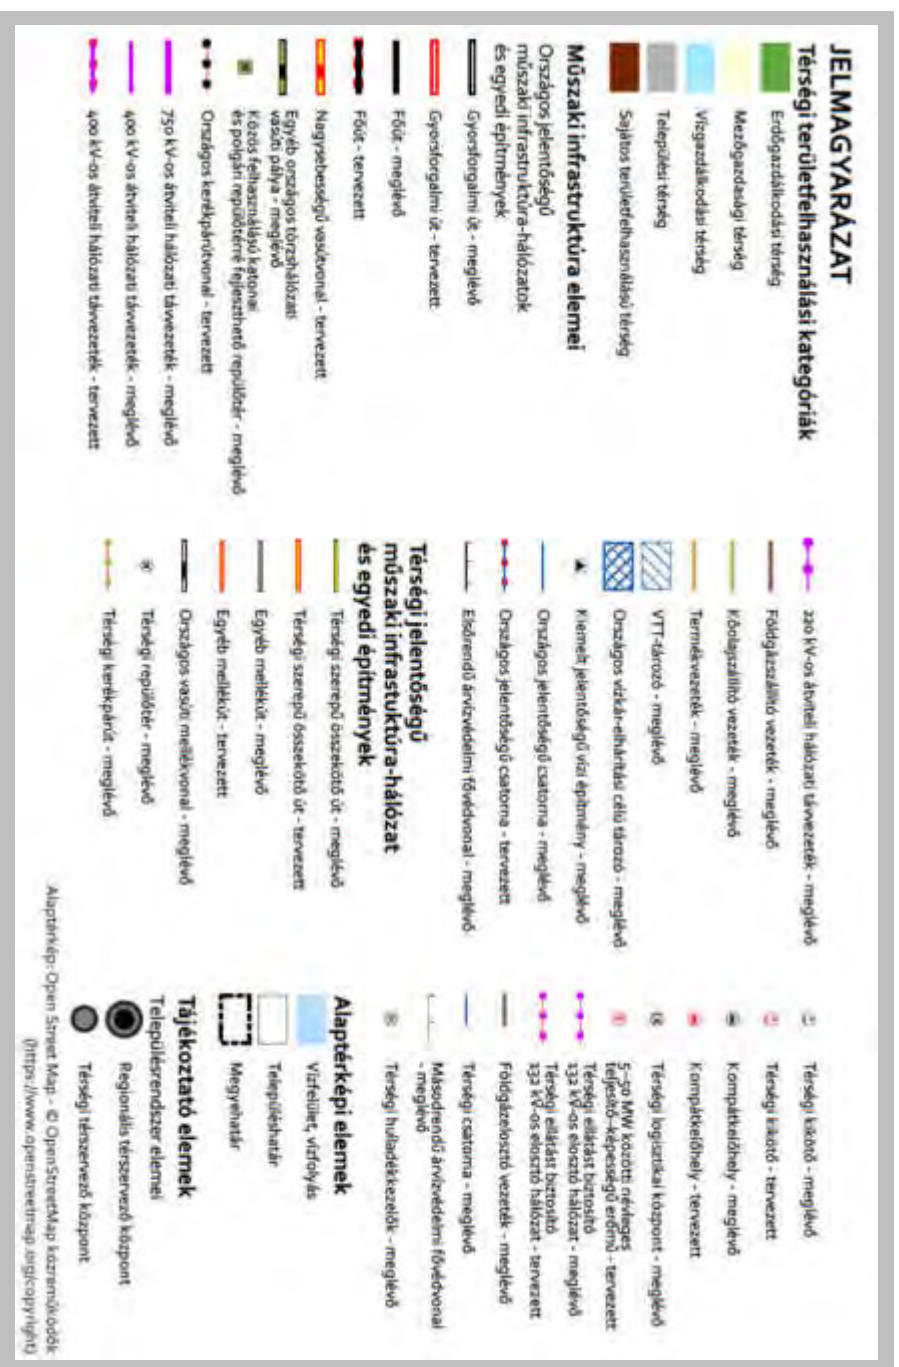 JELMAGYARÁZAT
Térségi területfelhasználási kategóriák
Erdőgazdálkodási térség
Mezőgazdasági térség
Vízgazdálkodási térség
Települési térség
Sajátos területfelhasználású térség
Műszaki infrastruktúra elemei
Országos jelentőségű
műszaki infrastruktúra-hálózatok
és egyedi építmények
Gyorsforgalmi út - meglévő
Gyorsforgalmi út - tervezett
Főút - meglévő
Főút - tervezett
Nagysebességű vasútvonal - tervezett
Egyéb országos törzshálózati
vasúti pálya - meglévő
Közös felhasználású katonai
és polgári repülőtérré fejleszthető repülőtér - meglévő
Országos kerékpárútvonal - tervezett
750 kV-os átviteli hálózati távvezeték - meglévő
400 kV-os átviteli hálózati távvezeték - meglévő
400 kV-os átviteli hálózati távvezeték - tervezett
220 kV-os átviteli hálózati távvezeték - meglévő
Földgázszállító vezeték - meglévő
Kőolajszállító vezeték - meglévő
Termékvezeték - meglévő
VTT-tározó - meglévő
Országos vízkár-elhárítási célú tározó - meglévő
Kiemelt jelentőségű vízi építmény - meglévő
Országos jelentőségű csatorna - meglévő
Országos jelentőségű csatorna - tervezett
Elsőrendű árvízvédelmi fővédvonal - meglévő
Térségi jelentőségű
műszaki infrastuktúra-hálózat
és egyedi építmények
Térségi szerepű összekötő út - meglévő
Térségi szerepű összekötő út - tervezett
Egyéb mellékút - meglévő
Egyéb mellékút - tervezett
Országos vasúti mellékvonal - meglévő
Térségi repülőtér - meglévő
Térségi kerékpárút - meglévő
Térségi kikötő - meglévő
Térségi kikötő - tervezett
Kompátkelőhely - meglévő
Kompátkelőhely - tervezett
Térségi logisztikai központ - meglévő
5-50 MW közötti névleges
teljesítő-képességű erőmű - tervezett
Térségi ellátást biztosító
132 kV-os elosztó hálózat - meglévő
Térségi ellátást biztosító
132 kV-os elosztó hálózat - tervezett
Földgázelosztó vezeték - meglévő
Térségi csatorna - meglévő
Másodrendű árvízvédelmi fővédvonal
- meglévő
Térségi hulladékkezelők - meglévő
Alaptérképi elemek
Vízfelület, vízfolyás
Településhatár
Megyehatár
Tájékoztató elemek
Településrendszer elemei
Regionális térszervező központ
Térségi térszervező központ
Alaptérkép: Open Street Map - © OpenStreetMap közreműködők
(https://www.openstreetmap.org/copyright)